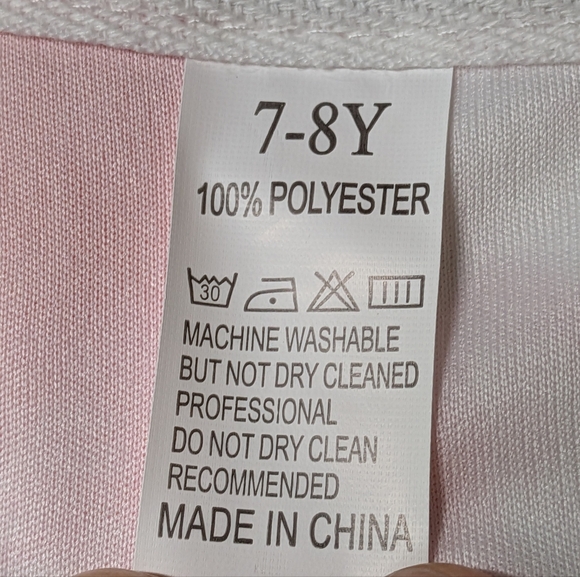 7-8Y
100% POLYESTER
30
MACHINE WASHABLE
BUT NOT DRY CLEANED
PROFESSIONAL
DO NOT DRY CLEAN
RECOMMENDED
MADE IN CHINA